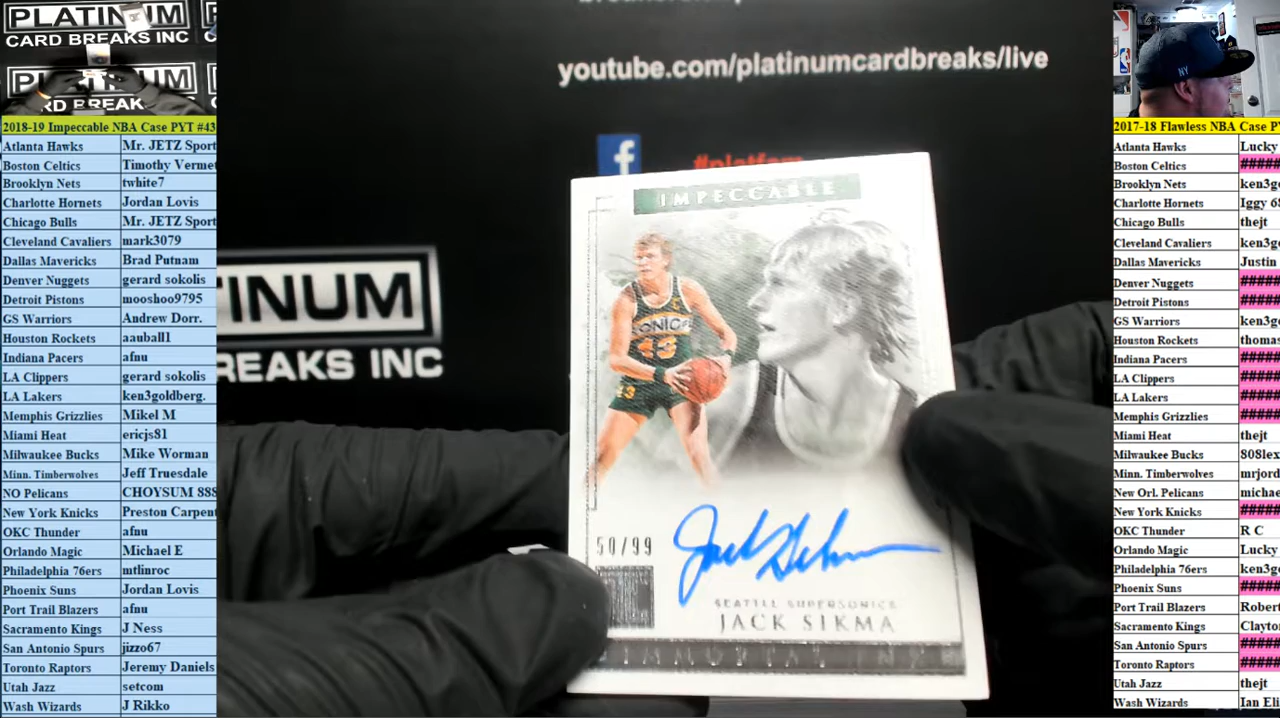 PLATINUM
CARD BREAKS INC
PLATINUM
CARD BREAK
2018-19 Impeccable NBA Case PYT #43
Atlanta Hawks Mr. JETZ Sport
Boston Celtics Timothy Vermet
Brooklyn Nets twhite7
Charlotte Hornets Jordan Lovis
Chicago Bulls Mr. JETZ Sport
Cleveland Cavaliers mark3079
Dallas Mavericks Brad Putnam
Denver Nuggets gerard sokolis
Detroit Pistons mooshoo9795
GS Warriors Andrew Dorr.
Houston Rockets aauball1
Indiana Pacers afnu
LA Clippers gerard sokolis
LA Lakers ken3goldberg.
Memphis Grizzlies Mikel M
Miami Heat ericjs81
Milwaukee Bucks Mike Worman
Minn. Timberwolves Jeff Truesdale
NO Pelicans CHOYSUM 888
New York Knicks Preston Carpent
OKC Thunder afnu
Orlando Magic Michael E
Philadelphia 76ers mtlinroc
Phoenix Suns Jordan Lovis
Port Trail Blazers afnu
Sacramento Kings J Ness
San Antonio Spurs jizzo67
Toronto Raptors Jeremy Daniels
Utah Jazz setcom
Wash Wizards J Rikko
youtube.com/platinumcardbreaks/live
f
INUM
REAKS INC
IMPECCABLE
SONICS
43
50/99
Jack Sikma
SEATTLE SUPERSONICS
JACK SIKMA
NY
2017-18 Flawless NBA Case PY
Atlanta Hawks Lucky
Boston Celtics #####
Brooklyn Nets ken3go
Charlotte Hornets Iggy 68
Chicago Bulls thejt
Cleveland Cavaliers ken3go
Dallas Mavericks Justin
Denver Nuggets #####
Detroit Pistons #####
GS Warriors ken3go
Houston Rockets thomas
Indiana Pacers #####
LA Clippers #####
LA Lakers #####
Memphis Grizzlies #####
Miami Heat thejt
Milwaukee Bucks 808lex
Minn. Timberwolves mrjord
New Orl. Pelicans michae
New York Knicks #####
OKC Thunder R C
Orlando Magic Lucky
Philadelphia 76ers ken3go
Phoenix Suns #####
Port Trail Blazers Robert
Sacramento Kings Clayto
San Antonio Spurs #####
Toronto Raptors #####
Utah Jazz thejt
Wash Wizards Ian Eli